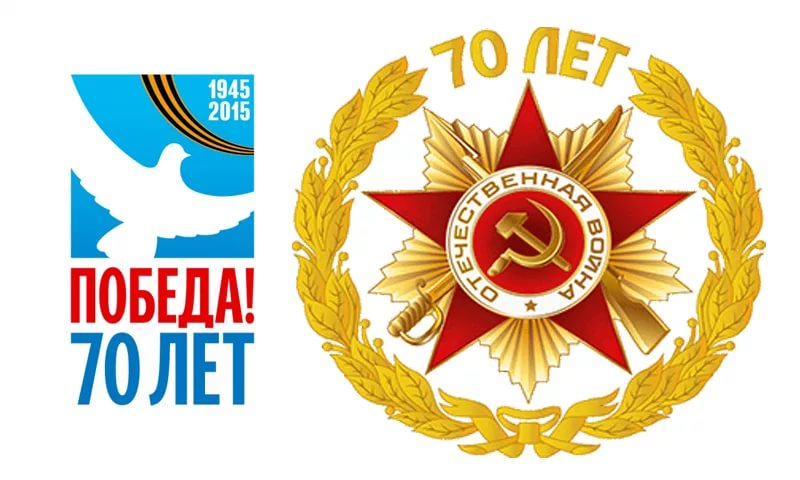 1945
2015
ПОБЕДА!
70 ЛЕТ
70 ЛЕТ
ОТЕЧЕСТВЕННАЯ ВОЙНА